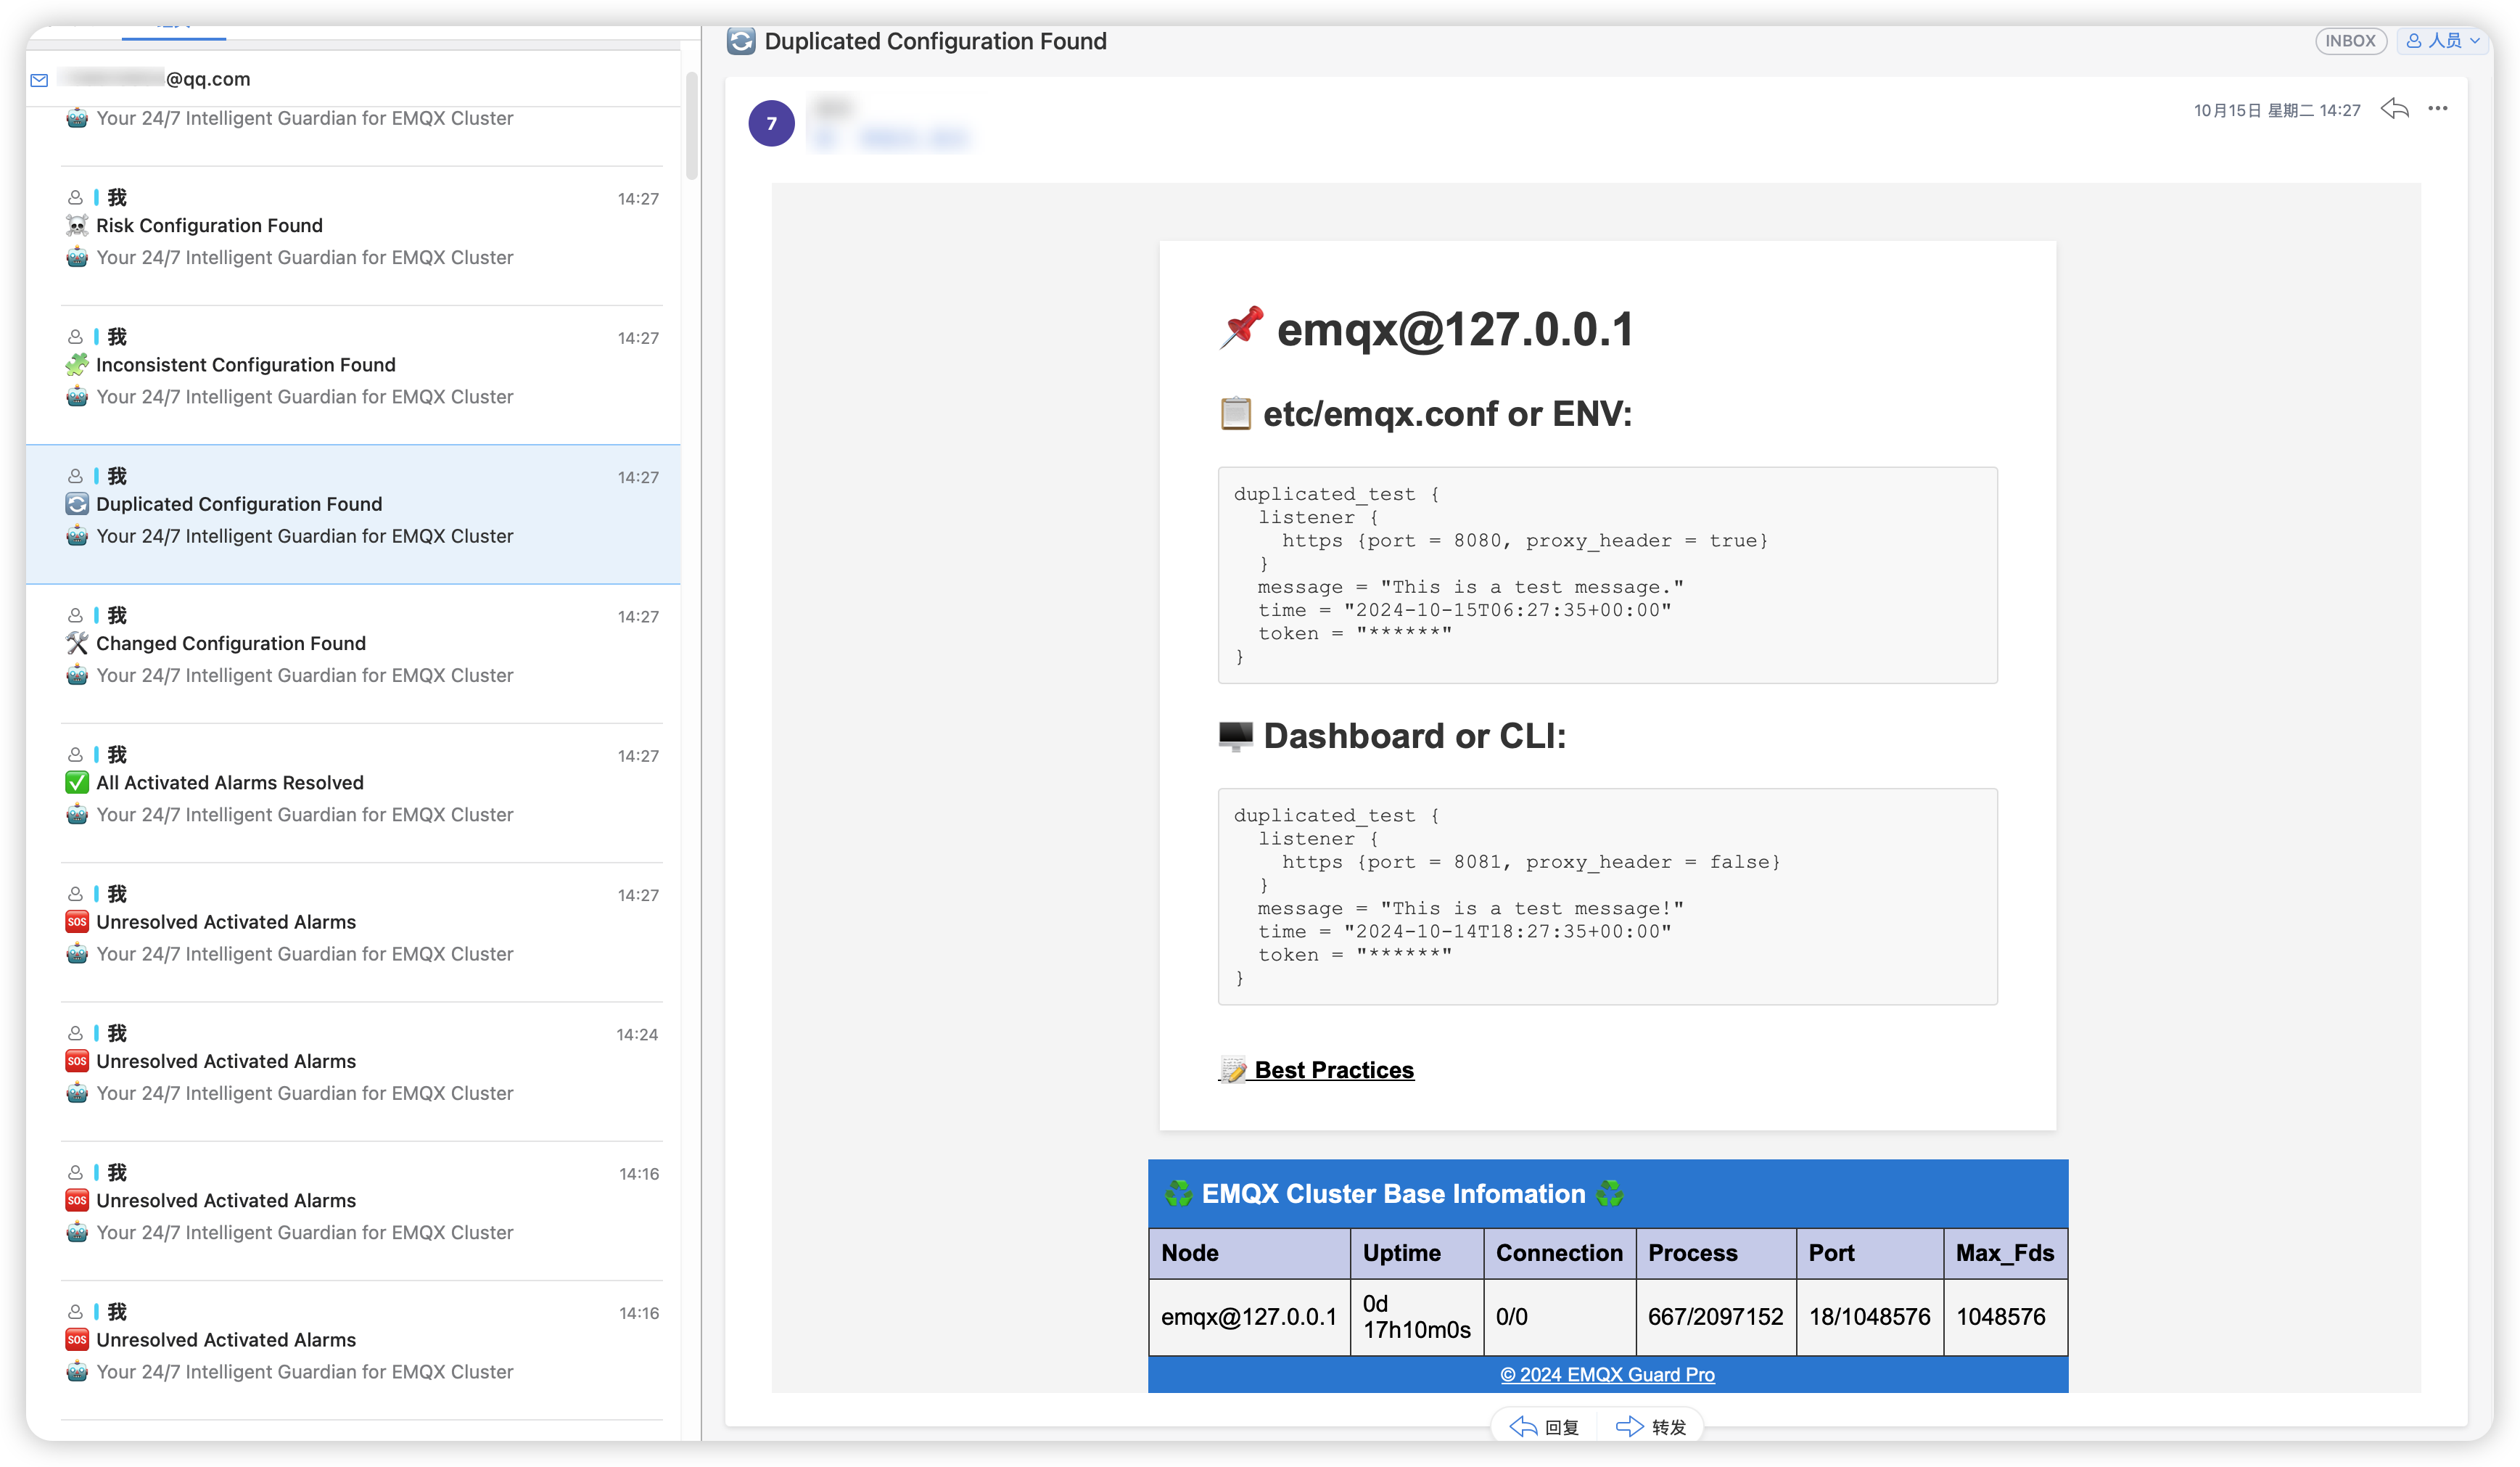 @qq.com
Your 24/7 Intelligent Guardian for EMQX Cluster
我 14:27
Risk Configuration Found
Your 24/7 Intelligent Guardian for EMQX Cluster
我 14:27
Inconsistent Configuration Found
Your 24/7 Intelligent Guardian for EMQX Cluster
我 14:27
Duplicated Configuration Found
Your 24/7 Intelligent Guardian for EMQX Cluster
我 14:27
Changed Configuration Found
Your 24/7 Intelligent Guardian for EMQX Cluster
我 14:27
All Activated Alarms Resolved
Your 24/7 Intelligent Guardian for EMQX Cluster
我 14:27
SOS Unresolved Activated Alarms
Your 24/7 Intelligent Guardian for EMQX Cluster
我 14:24
SOS Unresolved Activated Alarms
Your 24/7 Intelligent Guardian for EMQX Cluster
我 14:16
SOS Unresolved Activated Alarms
Your 24/7 Intelligent Guardian for EMQX Cluster
我 14:16
SOS Unresolved Activated Alarms
Your 24/7 Intelligent Guardian for EMQX Cluster
Duplicated Configuration Found
INBOX 人员
7
10月15日 星期二 14:27
emqx@127.0.0.1
etc/emqx.conf or ENV:
duplicated_test {
listener {
https {port = 8080, proxy_header = true}
}
message = "This is a test message."
time = "2024-10-15T06:27:35+00:00"
token = "******"
}
Dashboard or CLI:
duplicated_test {
listener {
https {port = 8081, proxy_header = false}
}
message = "This is a test message!"
time = "2024-10-14T18:27:35+00:00"
token = "******"
}
Best Practices
EMQX Cluster Base Infomation
Node Uptime Connection Process Port Max_Fds
emqx@127.0.0.1 0d 17h10m0s 0/0 667/2097152 18/1048576 1048576
© 2024 EMQX Guard Pro
回复 转发